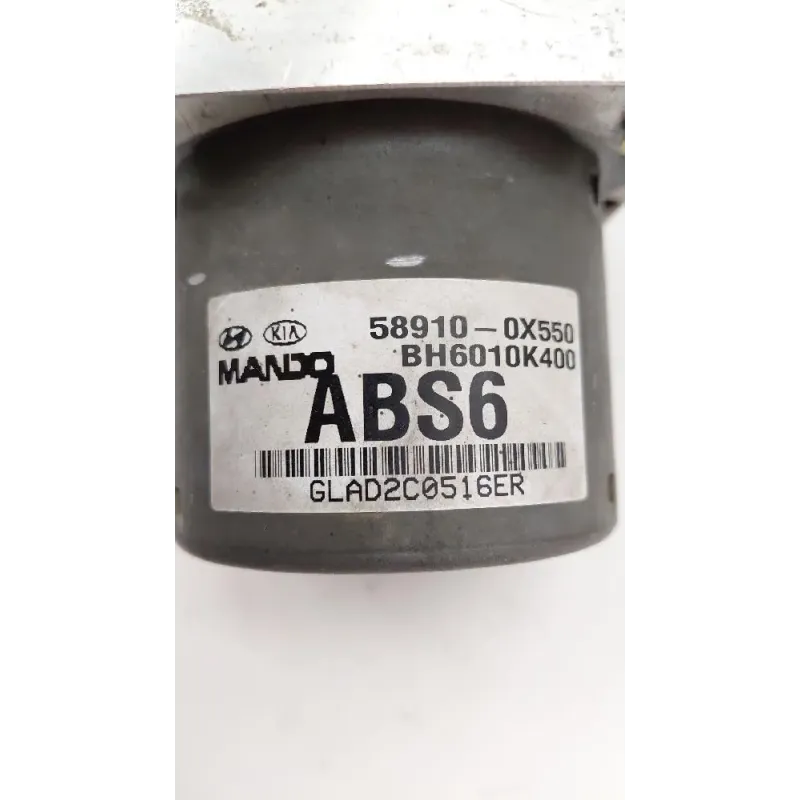 KIA 58910-0X550
MANDO BH6010K400
ABS6
GLAD2C0516ER